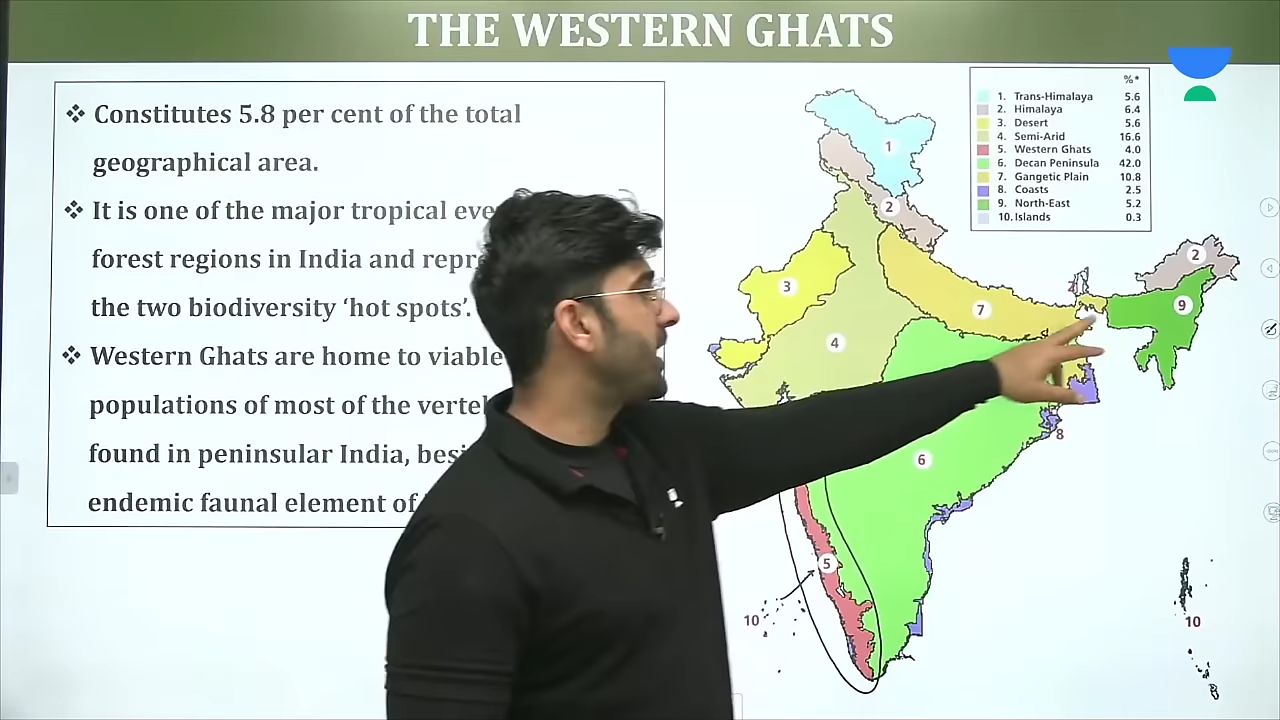 THE WESTERN GHATS
❖ Constitutes 5.8 per cent of the total
geographical area.
❖ It is one of the major tropical eve
forest regions in India and repr
the two biodiversity ‘hot spots’.
❖ Western Ghats are home to viable
populations of most of the verte
found in peninsular India, besi
endemic faunal element of
%*
1. Trans-Himalaya 5.6
2. Himalaya 6.4
3. Desert 5.6
4. Semi-Arid 16.6
5. Western Ghats 4.0
6. Decan Peninsula 42.0
7. Gangetic Plain 10.8
8. Coasts 2.5
9. North-East 5.2
10. Islands 0.3
1
2
2
3
9
7
4
8
6
5
10
10